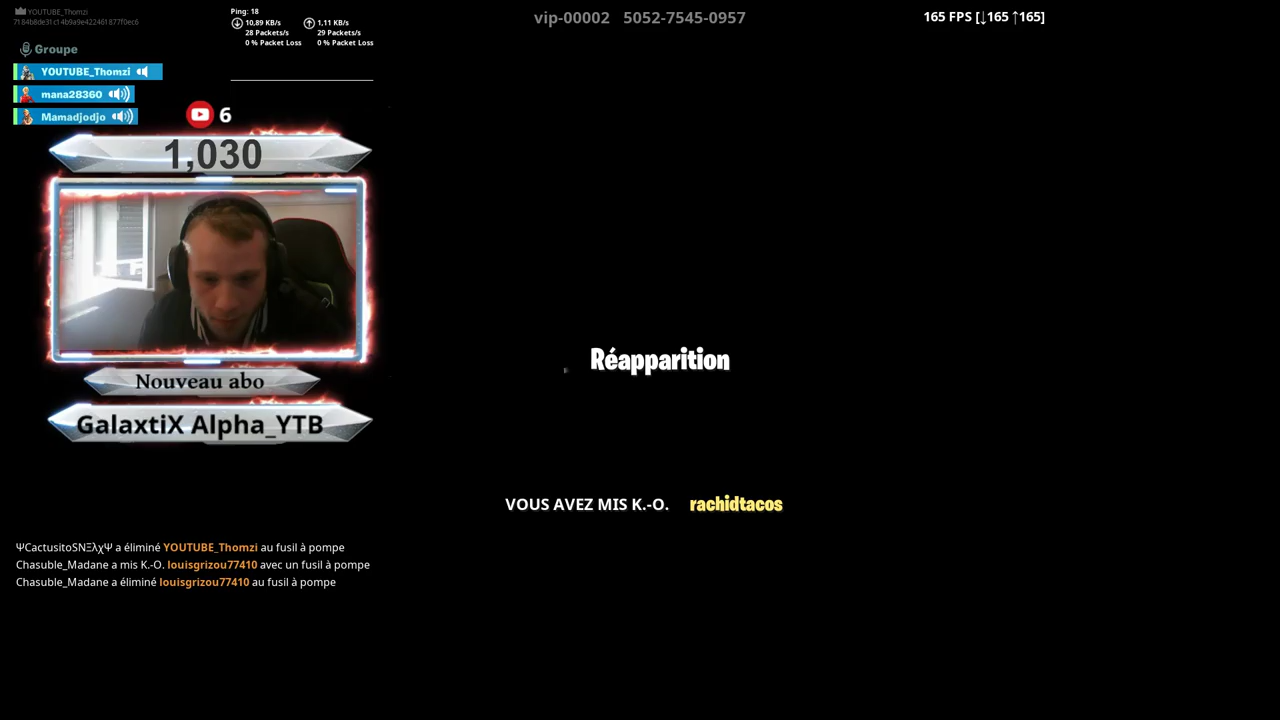 YOUTUBE_Thomzi
7184b8de31c14b9a9e422461877f0ec6
Ping: 18
10,89 KB/s
1,11 KB/s
28 Packets/s
29 Packets/s
0 % Packet Loss
0 % Packet Loss
vip-00002 5052-7545-0957
165 FPS [↓165 ↑165]
Groupe
YOUTUBE_Thomzi
mana28360
Mamadjodjo
6
1,030
Nouveau abo
GalaxtiX Alpha_YTB
Réapparition
VOUS AVEZ MIS K.-O. rachidtacos
ΨCactusitoSNΞλχΨ a éliminé YOUTUBE_Thomzi au fusil à pompe
Chasuble_Madane a mis K.-O. louisgrizou77410 avec un fusil à pompe
Chasuble_Madane a éliminé louisgrizou77410 au fusil à pompe